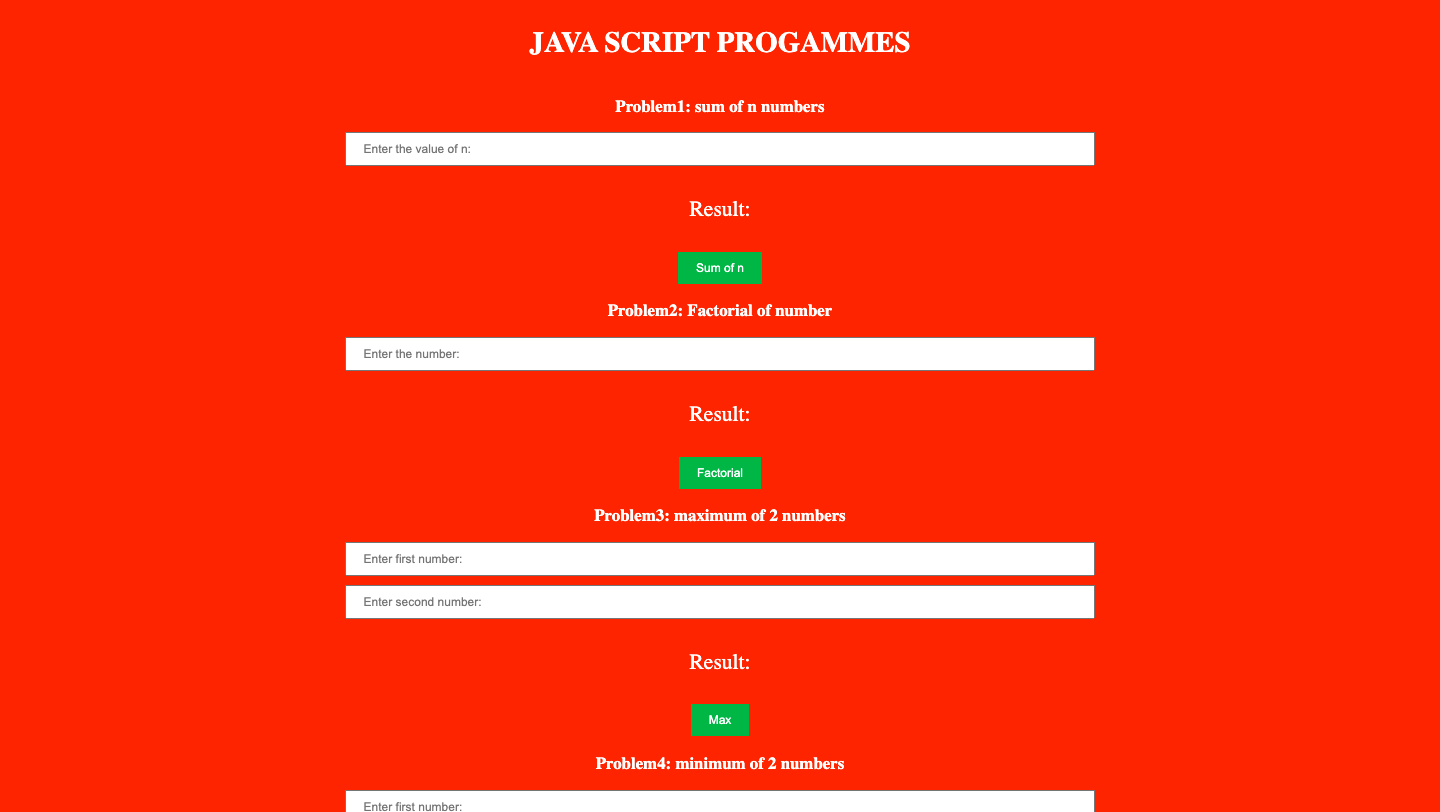 JAVA SCRIPT PROGAMMES
Problem1: sum of n numbers
Enter the value of n:
Result:
Sum of n
Problem2: Factorial of number
Enter the number:
Result:
Factorial
Problem3: maximum of 2 numbers
Enter first number:
Enter second number:
Result:
Max
Problem4: minimum of 2 numbers
Enter first number: